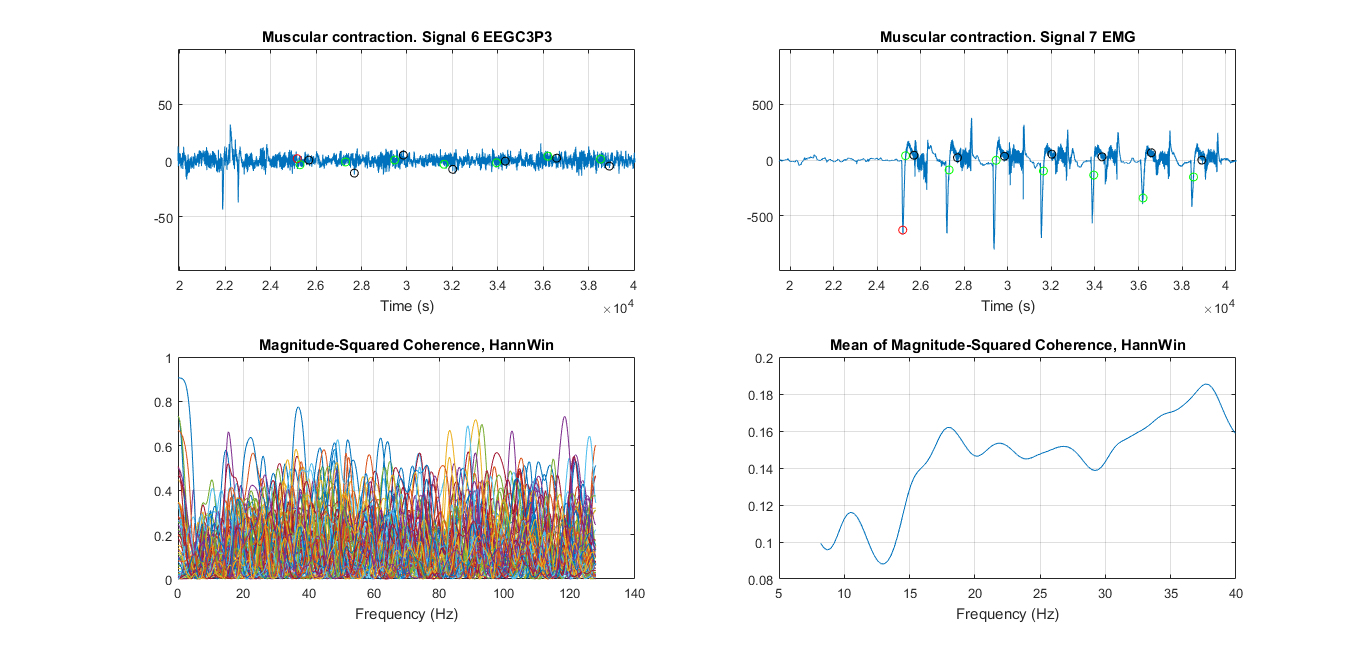 Muscular contraction. Signal 6 EEGC3P3
50
0
-50
2 2.2 2.4 2.6 2.8 3 3.2 3.4 3.6 3.8 4
Time (s)
×10^4
Muscular contraction. Signal 7 EMG
500
0
-500
2 2.2 2.4 2.6 2.8 3 3.2 3.4 3.6 3.8 4
Time (s)
×10^4
Magnitude-Squared Coherence, HannWin
1
0.8
0.6
0.4
0.2
0
0 20 40 60 80 100 120 140
Frequency (Hz)
Mean of Magnitude-Squared Coherence, HannWin
0.2
0.18
0.16
0.14
0.12
0.1
0.08
5 10 15 20 25 30 35 40
Frequency (Hz)